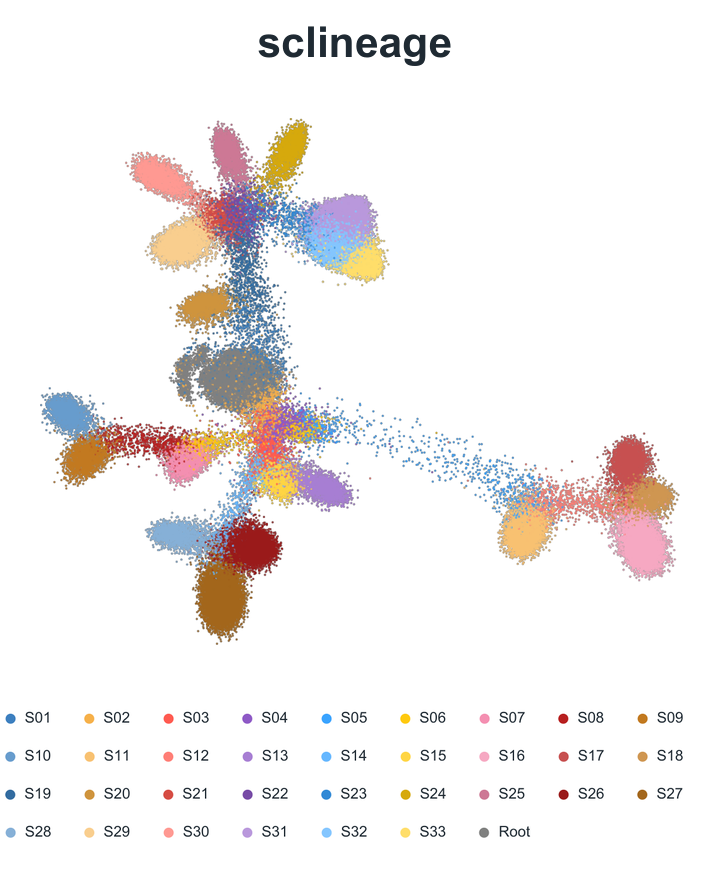 sclineage
S01 S02 S03 S04 S05 S06 S07 S08 S09
S10 S11 S12 S13 S14 S15 S16 S17 S18
S19 S20 S21 S22 S23 S24 S25 S26 S27
S28 S29 S30 S31 S32 S33 Root